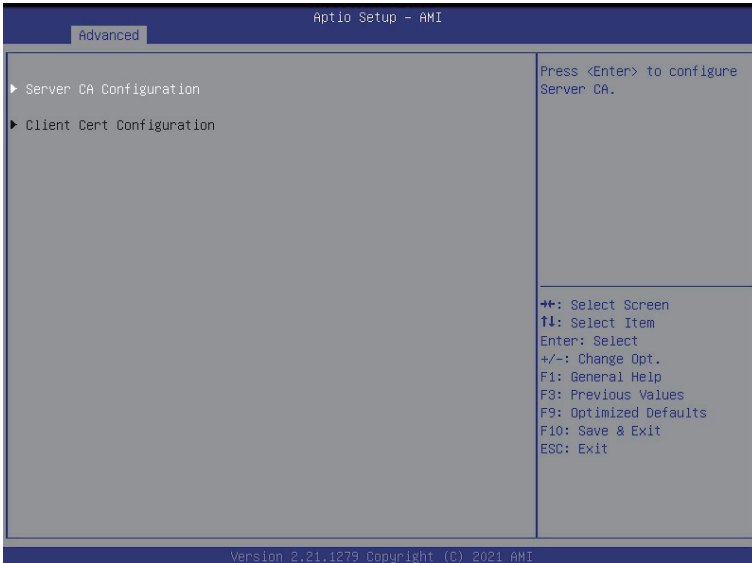 Aptio Setup – AMI
Advanced
▶ Server CA Configuration
▶ Client Cert Configuration
Press <Enter> to configure
Server CA.
→←: Select Screen
↑↓: Select Item
Enter: Select
+/-: Change Opt.
F1: General Help
F3: Previous Values
F9: Optimized Defaults
F10: Save & Exit
ESC: Exit
Version 2.21.1279 Copyright (C) 2021 AMI